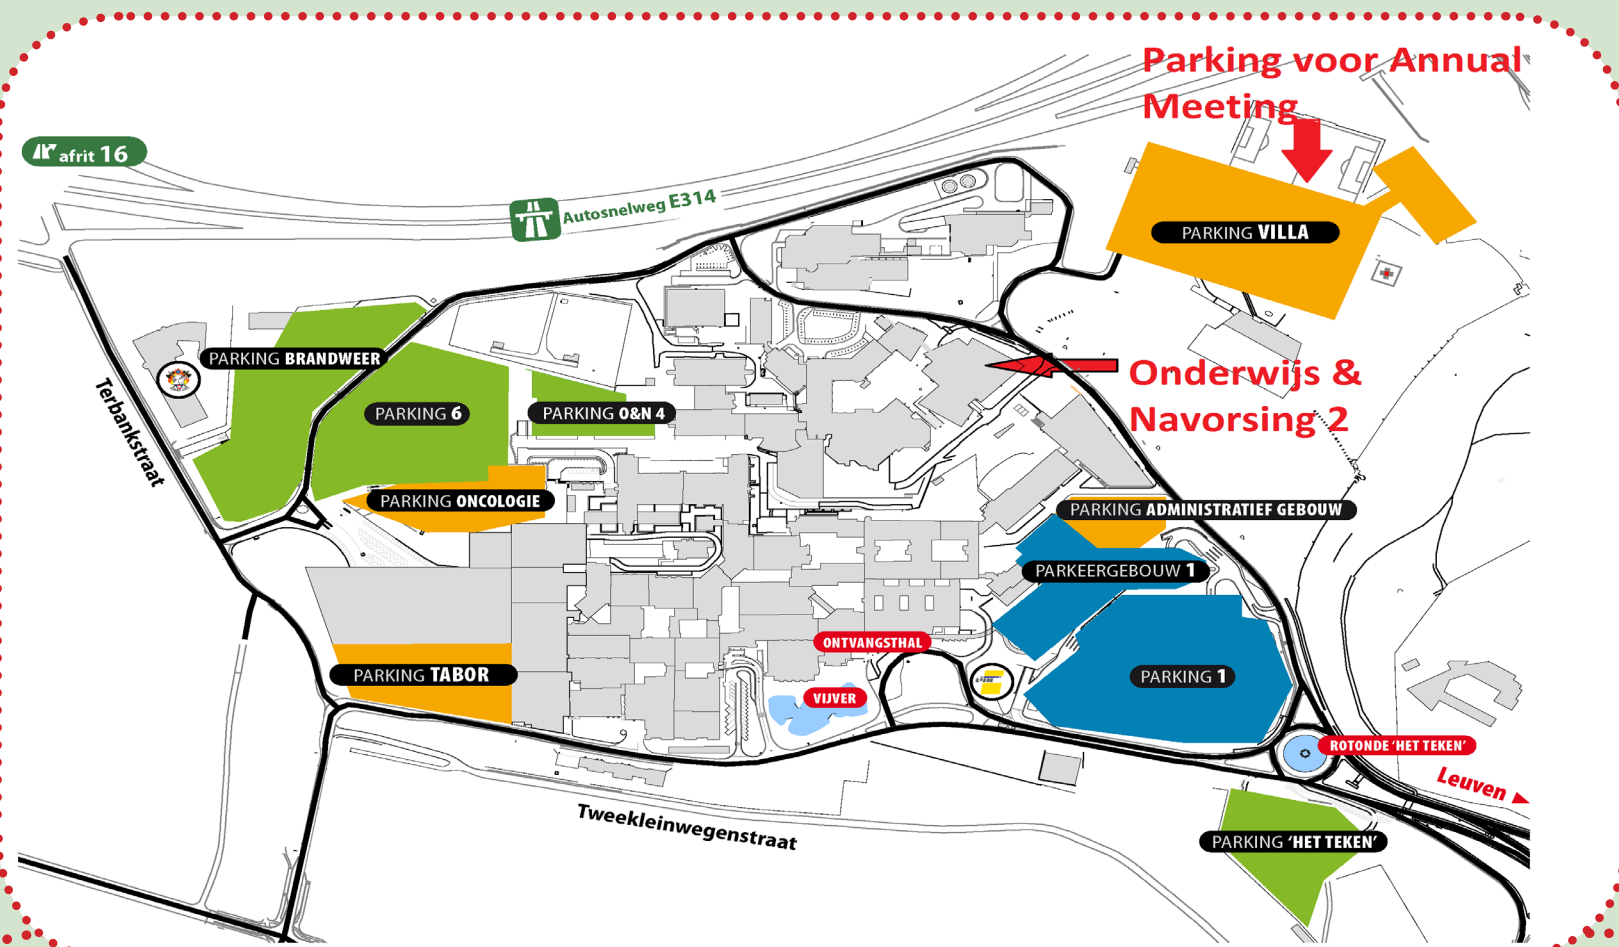 Parking voor Annual
Meeting
afrit 16
Autosnelweg E314
PARKING VILLA
PARKING BRANDWEER
Onderwijs &
Navorsing 2
PARKING 6
PARKING O&N 4
Terbankstraat
PARKING ONCOLOGIE
PARKING ADMINISTRATIEF GEBOUW
PARKEERGEBOUW 1
ONTVANGSTHAL
PARKING TABOR
PARKING 1
VIJVER
ROTONDE ‘HET TEKEN’
Leuven
Tweekleinwegenstraat
PARKING ‘HET TEKEN’